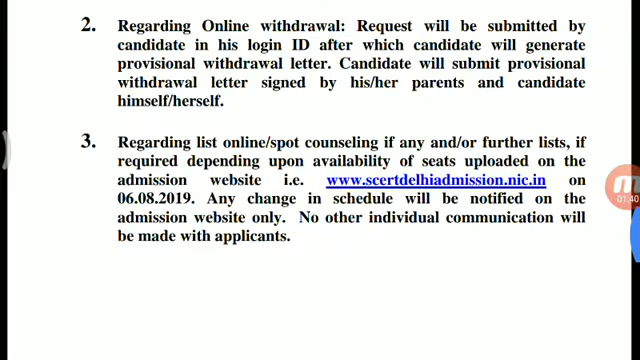 2. Regarding Online withdrawal: Request will be submitted by
candidate in his login ID after which candidate will generate
provisional withdrawal letter. Candidate will submit provisional
withdrawal letter signed by his/her parents and candidate
himself/herself.
3. Regarding list online/spot counseling if any and/or further lists, if
required depending upon availability of seats uploaded on the
admission website i.e. www.scertdelhiadmission.nic.in on
06.08.2019. Any change in schedule will be notified on the
admission website only. No other individual communication will
be made with applicants.
01:40